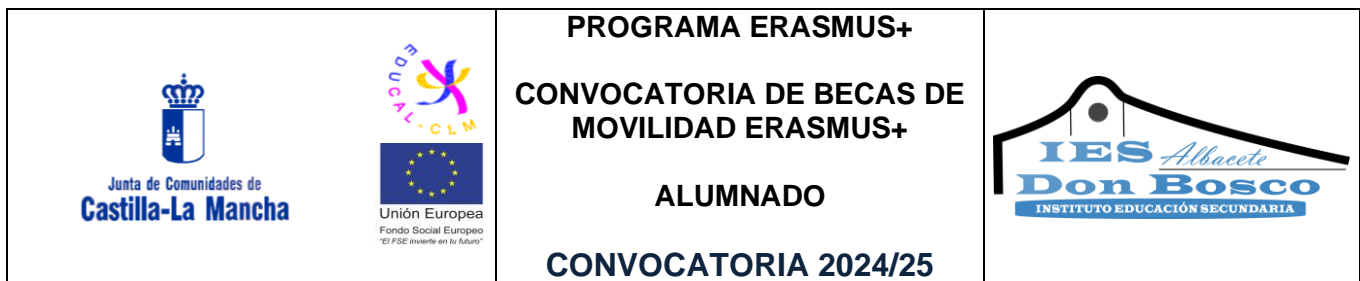 EDUCAL-CLM
Junta de Comunidades de
Castilla-La Mancha
Unión Europea
Fondo Social Europeo
"El FSE invierte en tu futuro"
PROGRAMA ERASMUS+
CONVOCATORIA DE BECAS DE
MOVILIDAD ERASMUS+
ALUMNADO
CONVOCATORIA 2024/25
IES Albacete
Don Bosco
INSTITUTO EDUCACIÓN SECUNDARIA